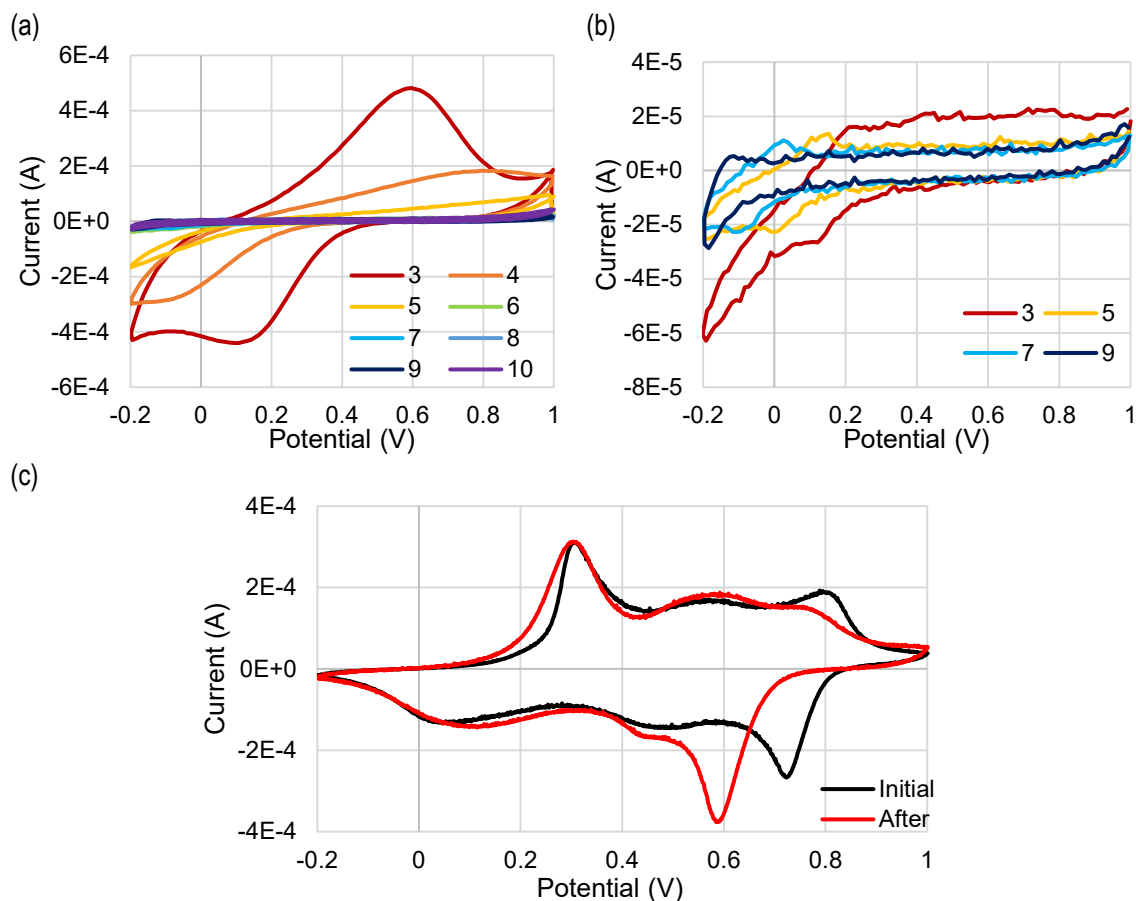 (a)
6E-4
4E-4
2E-4
0E+0
-2E-4
-4E-4
-6E-4
Current (A)
-0.2 0 0.2 0.4 0.6 0.8 1
Potential (V)
3 4
5 6
7 8
9 10
(b)
4E-5
2E-5
0E+0
-2E-5
-4E-5
-6E-5
-8E-5
Current (A)
-0.2 0 0.2 0.4 0.6 0.8 1
Potential (V)
3 5
7 9
(c)
4E-4
2E-4
0E+0
-2E-4
-4E-4
Current (A)
-0.2 0 0.2 0.4 0.6 0.8 1
Potential (V)
Initial
After